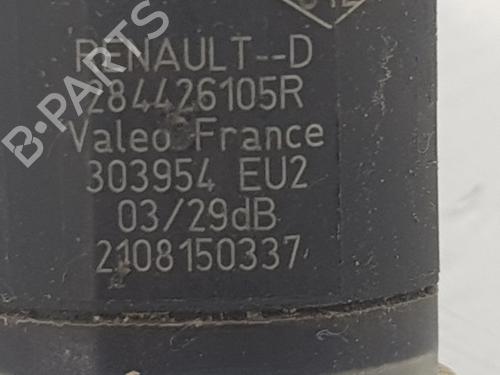 RENAULT--D
284426105R
Valeo France
303954 EU2
03/29dB
2108150337
B-PARTS